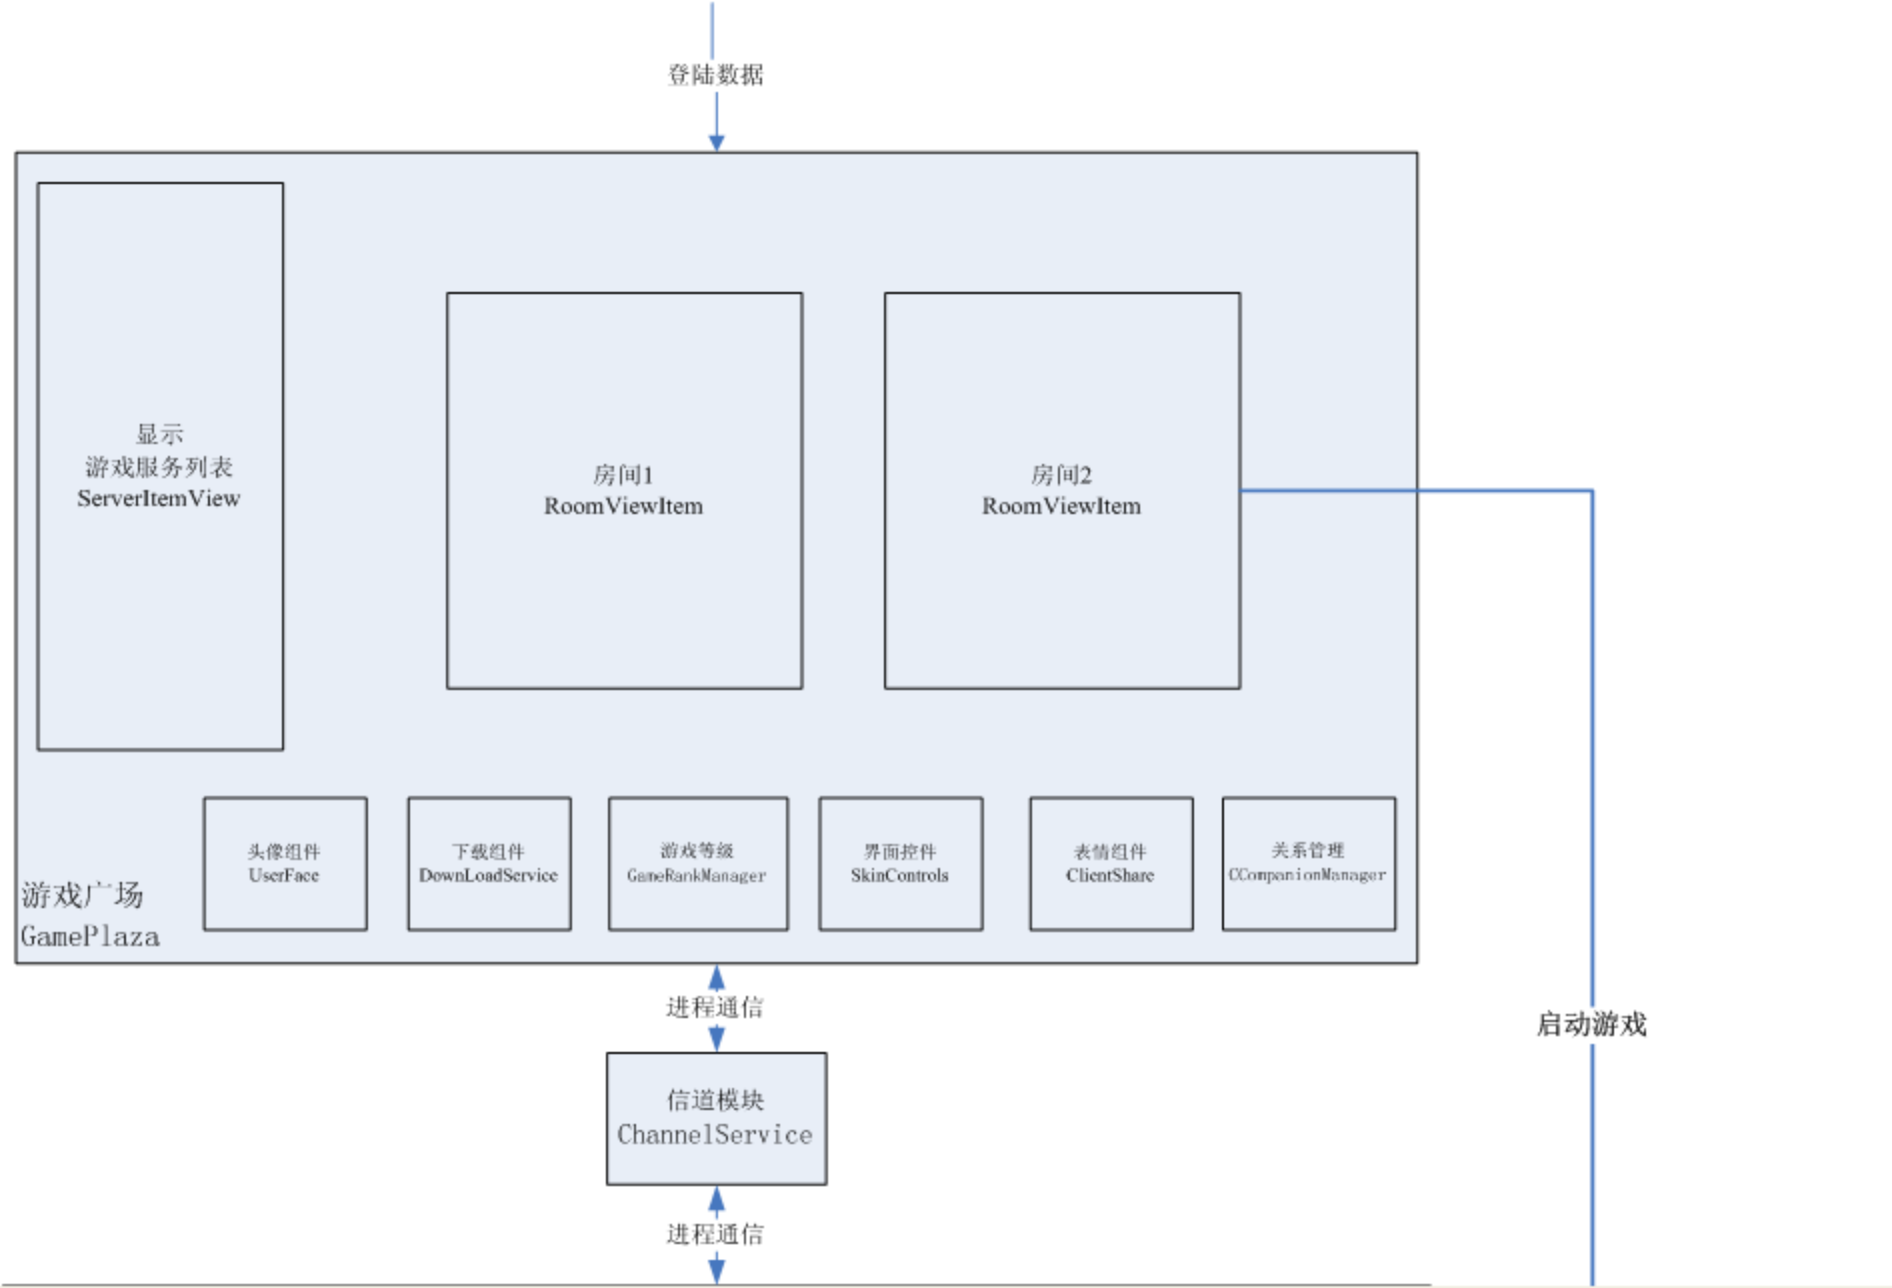 登陆数据
显示
游戏服务列表
ServerItemView
房间1
RoomViewItem
房间2
RoomViewItem
头像组件
UserFace
下载组件
DownLoadService
游戏等级
GameRankManager
界面控件
SkinControls
表情组件
ClientShare
关系管理
CCompanionManager
游戏广场
GamePlaza
进程通信
启动游戏
信道模块
ChannelService
进程通信